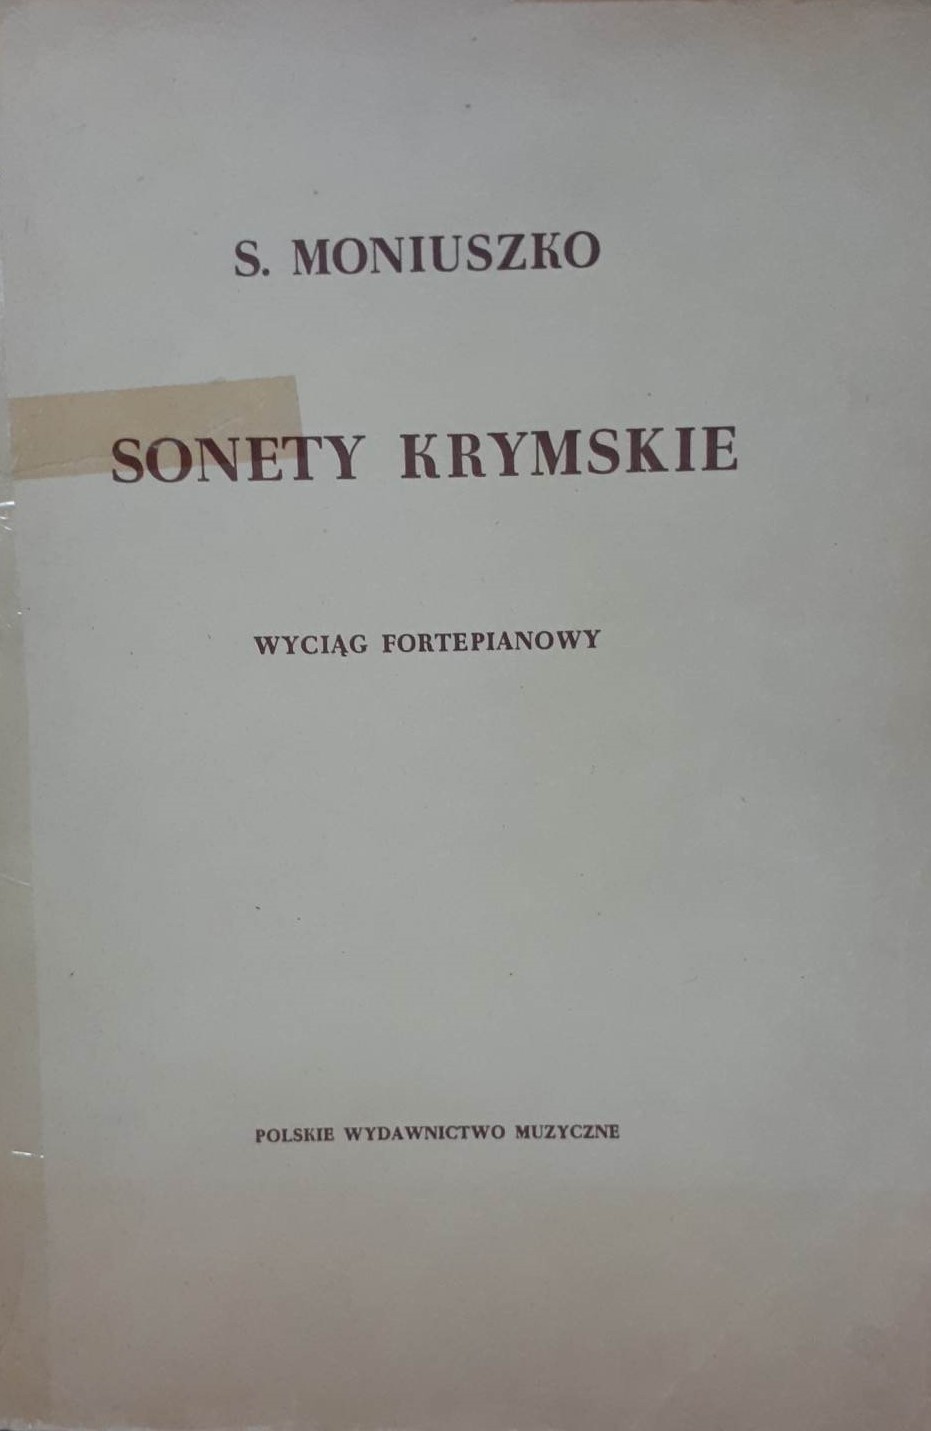 S. MONIUSZKO
SONETY KRYMSKIE
WYCIĄG FORTEPIANOWY
POLSKIE WYDAWNICTWO MUZYCZNE